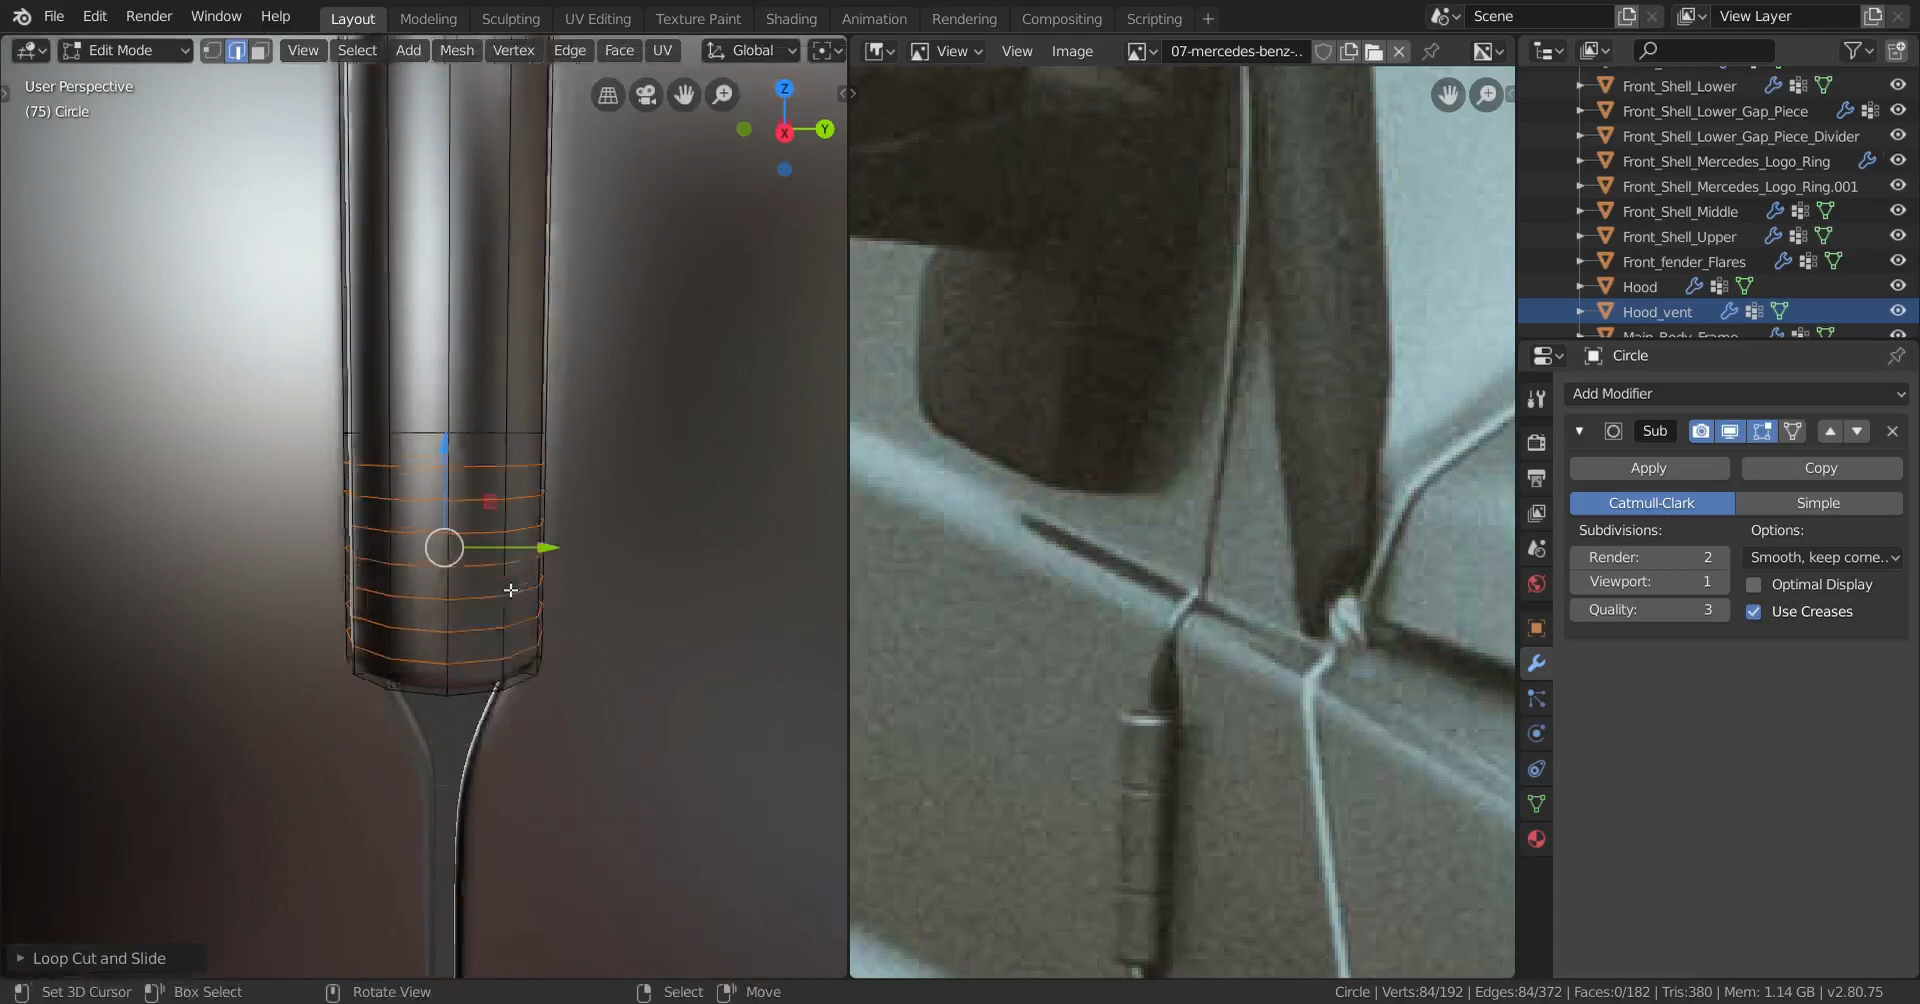 File Edit Render Window Help Layout Modeling Sculpting UV Editing Texture Paint Shading Animation Rendering Compositing Scripting Scene View Layer
Edit Mode View Select Add Mesh Vertex Edge Face UV Global View View Image 07-mercedes-benz-..
User Perspective
(75) Circle
Z
Y
X
Front_Shell_Lower
Front_Shell_Lower_Gap_Piece
Front_Shell_Lower_Gap_Piece_Divider
Front_Shell_Mercedes_Logo_Ring
Front_Shell_Mercedes_Logo_Ring.001
Front_Shell_Middle
Front_Shell_Upper
Front_fender_Flares
Hood
Hood_vent
Main_Body_Frame
Circle
Add Modifier
Sub
Apply Copy
Catmull-Clark Simple
Subdivisions: Options:
Render: 2 Smooth, keep corne..
Viewport: 1 Optimal Display
Quality: 3 Use Creases
Loop Cut and Slide
Set 3D Cursor Box Select Rotate View Select Move Circle | Verts:84/192 | Edges:84/372 | Faces:0/182 | Tris:380 | Mem: 1.14 GB | v2.80.75